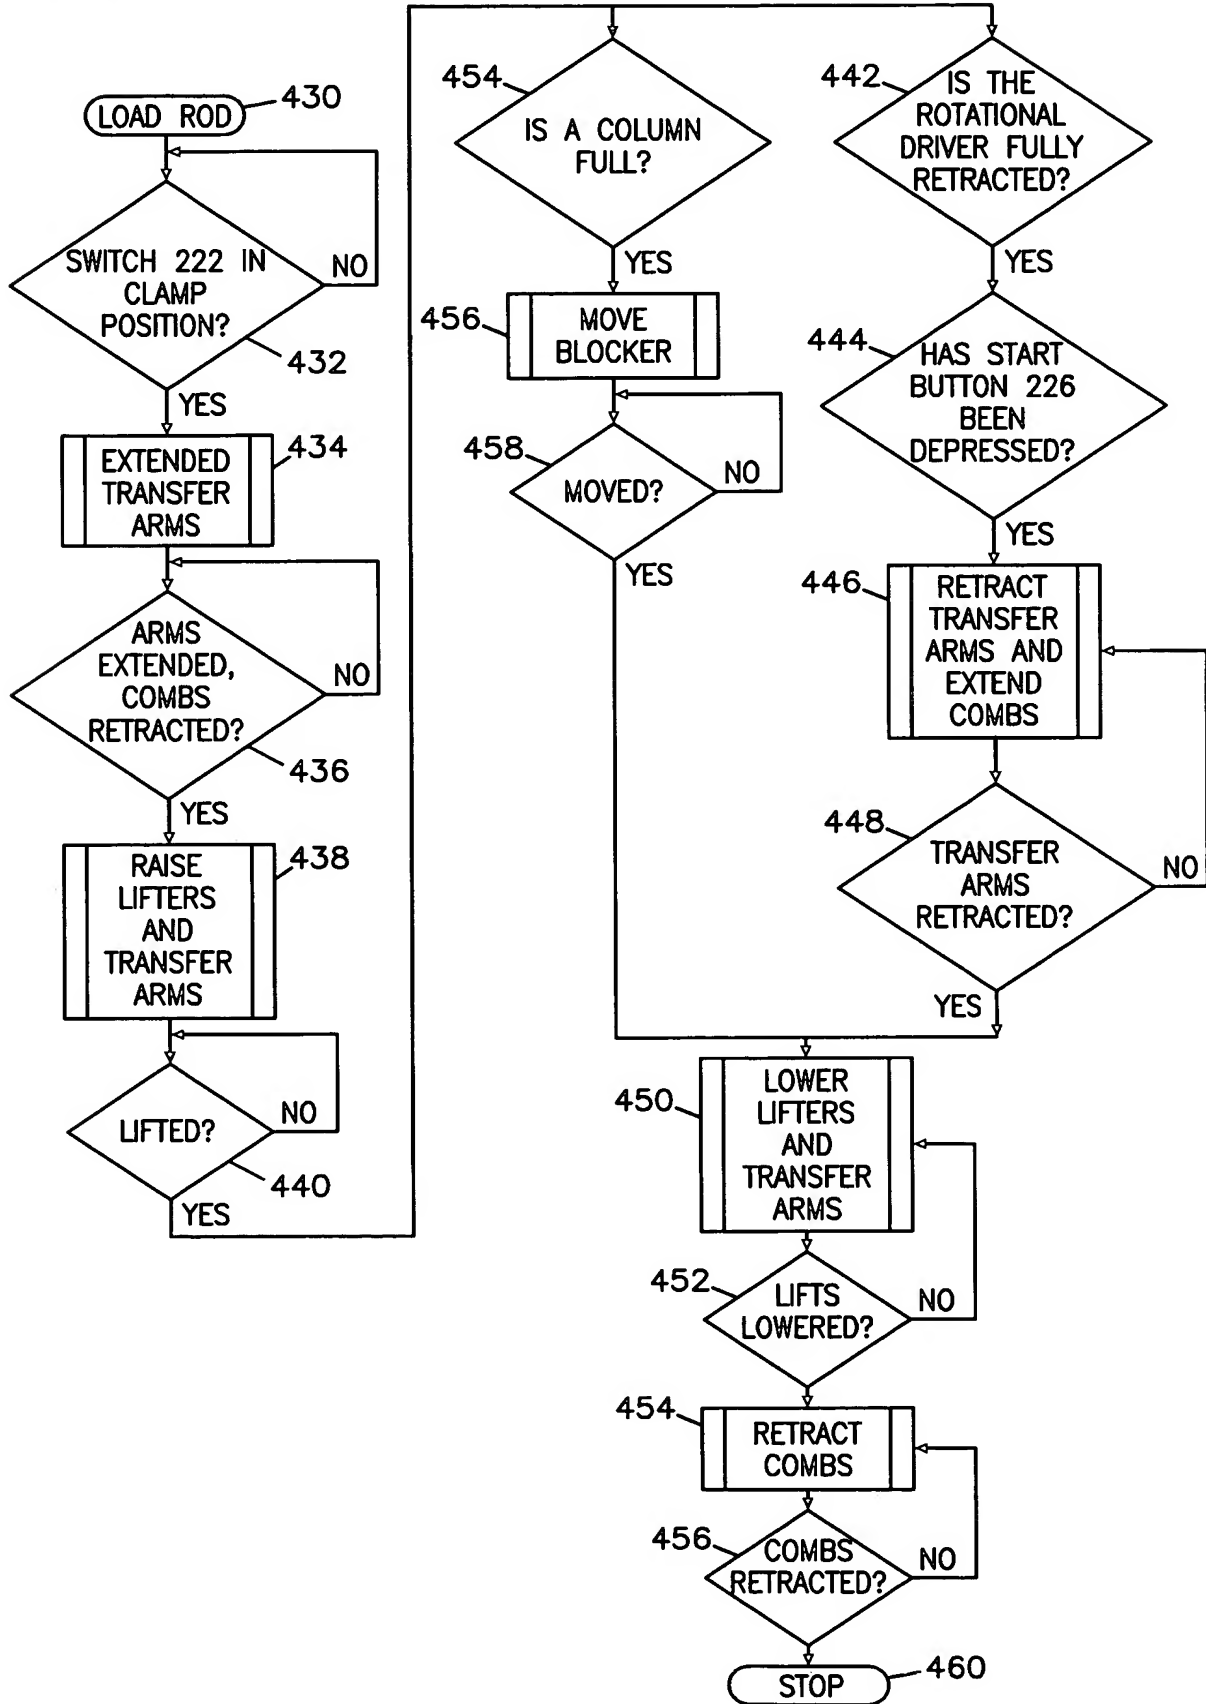 LOAD ROD
430
SWITCH 222 IN
CLAMP
POSITION?
NO
432
YES
EXTENDED
TRANSFER
ARMS
434
ARMS
EXTENDED,
COMBS
RETRACTED?
NO
436
YES
RAISE
LIFTERS
AND
TRANSFER
ARMS
438
LIFTED?
NO
440
YES
454
IS A COLUMN
FULL?
YES
456
MOVE
BLOCKER
458
MOVED?
NO
YES
442
IS THE
ROTATIONAL
DRIVER FULLY
RETRACTED?
YES
444
HAS START
BUTTON 226
BEEN
DEPRESSED?
YES
446
RETRACT
TRANSFER
ARMS AND
EXTEND
COMBS
448
TRANSFER
ARMS
RETRACTED?
NO
YES
450
LOWER
LIFTERS
AND
TRANSFER
ARMS
452
LIFTS
LOWERED?
NO
454
RETRACT
COMBS
456
COMBS
RETRACTED?
NO
STOP
460